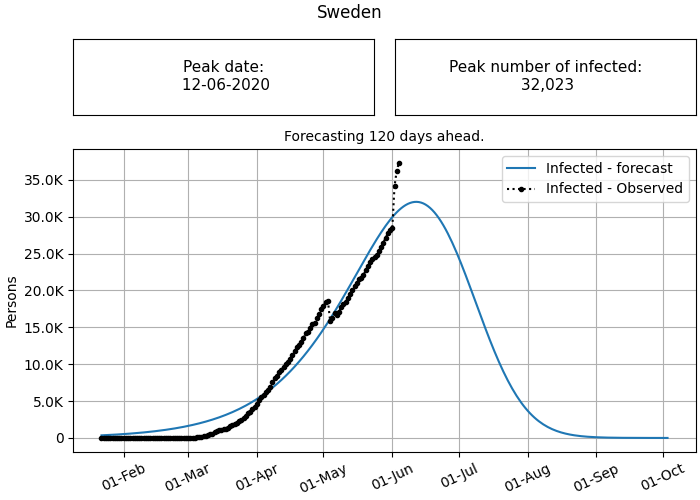 Sweden
Peak date:
12-06-2020
Peak number of infected:
32,023
Forecasting 120 days ahead.
Infected - forecast
Infected - Observed
Persons
35.0K
30.0K
25.0K
20.0K
15.0K
10.0K
5.0K
0
01-Feb
01-Mar
01-Apr
01-May
01-Jun
01-Jul
01-Aug
01-Sep
01-Oct